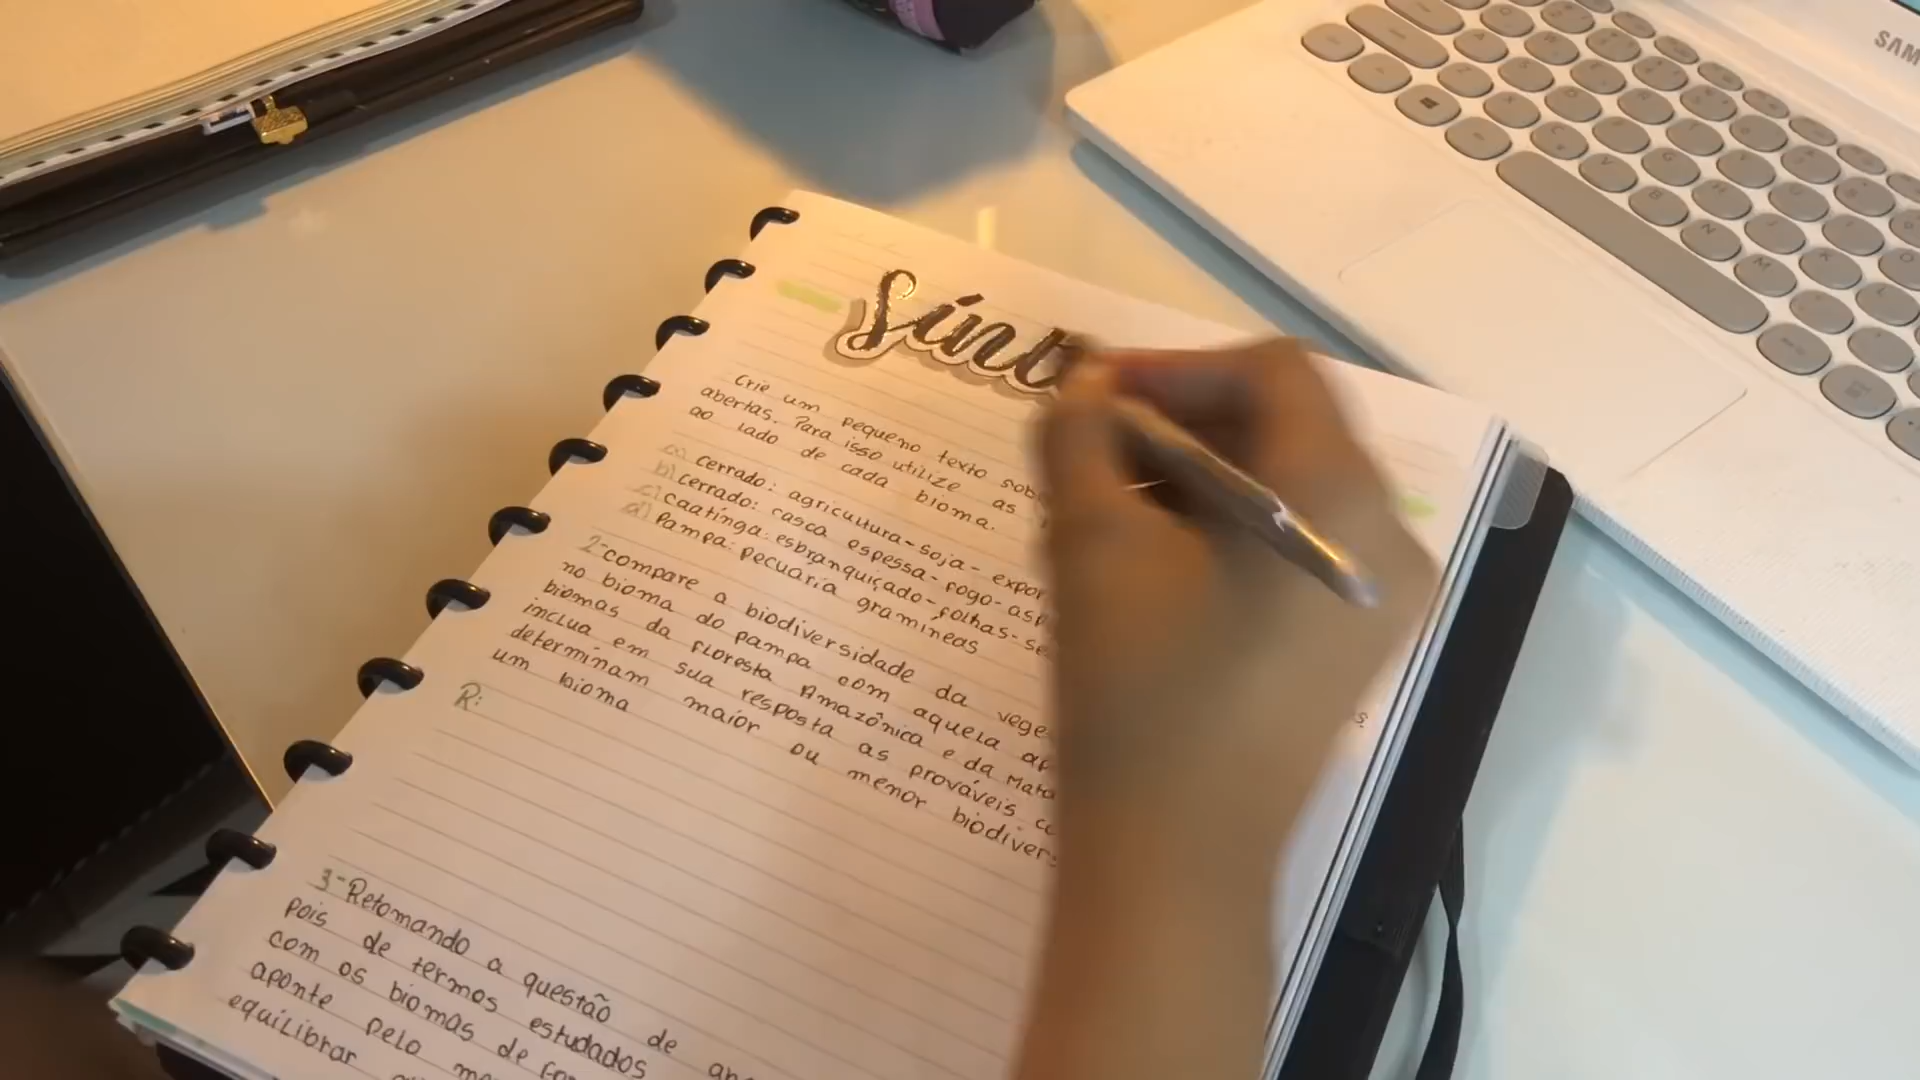 Sínt
Crie um pequeno texto sob
abertas. Para isso utilize as
ao lado de cada bioma.
a) cerrado: agricultura-soja- expor
b) cerrado: casca espessa- fogo- asp
c) caatinga: esbranquiçado-folhas-se
d) Pampa: pecuária gramíneas
2-compare a biodiversidade da vege
no bioma do pampa com aquela ap
biomas da floresta Amazônica e da Mata
inclua em sua resposta as prováveis co
determinam maior ou menor biodivers
um bioma
R:
3-Retomando a questão de
pois de termos estudados
com os biomas de
aponte pelo
equilibrar
SAM